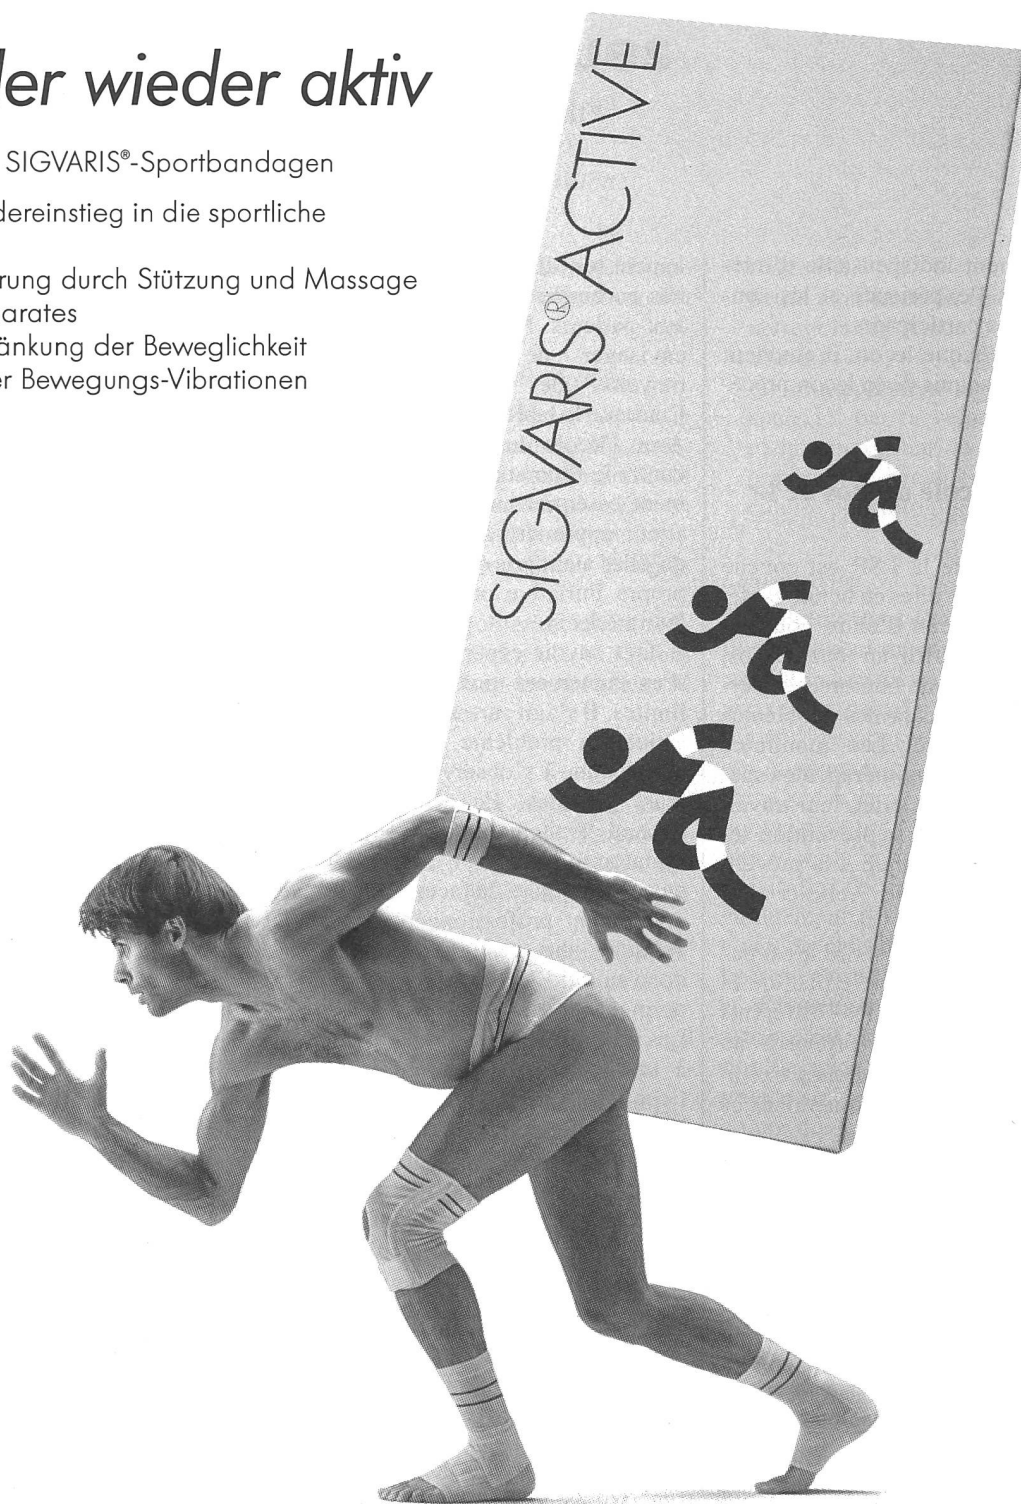 ler wieder aktiv
SIGVARIS®-Sportbandagen
dereinstieg in die sportliche
rung durch Stützung und Massage
arates
änkung der Beweglichkeit
er Bewegungs-Vibrationen
SIGVARIS® ACTIVE